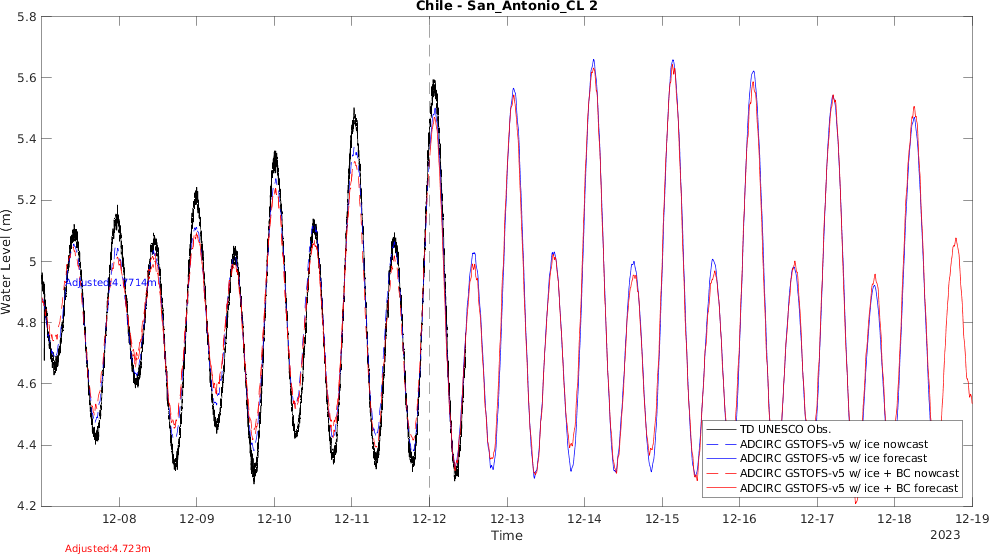 Chile - San_Antonio_CL 2
5.8
5.6
5.4
5.2
5
4.8
4.6
4.4
4.2
Water Level (m)
Adjusted:4.7714m
TD UNESCO Obs.
ADCIRC GSTOFS-v5 w/ ice nowcast
ADCIRC GSTOFS-v5 w/ ice forecast
ADCIRC GSTOFS-v5 w/ ice + BC nowcast
ADCIRC GSTOFS-v5 w/ ice + BC forecast
12-08 12-09 12-10 12-11 12-12 12-13 12-14 12-15 12-16 12-17 12-18 12-19
Time
2023
Adjusted:4.723m